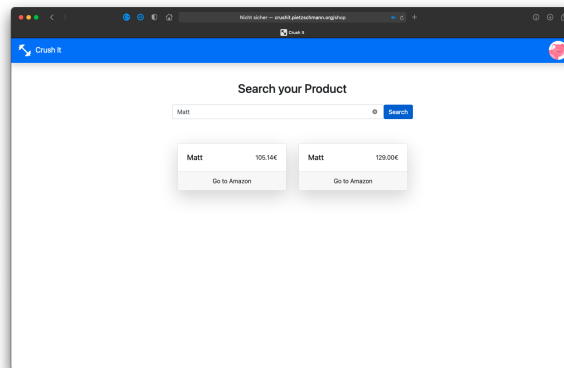 Nicht sicher — crushit.pietzschmann.org/shop
Crush It
Crush It
Search your Product
Matt
Search
Matt 105.14€
Matt 129.00€
Go to Amazon
Go to Amazon